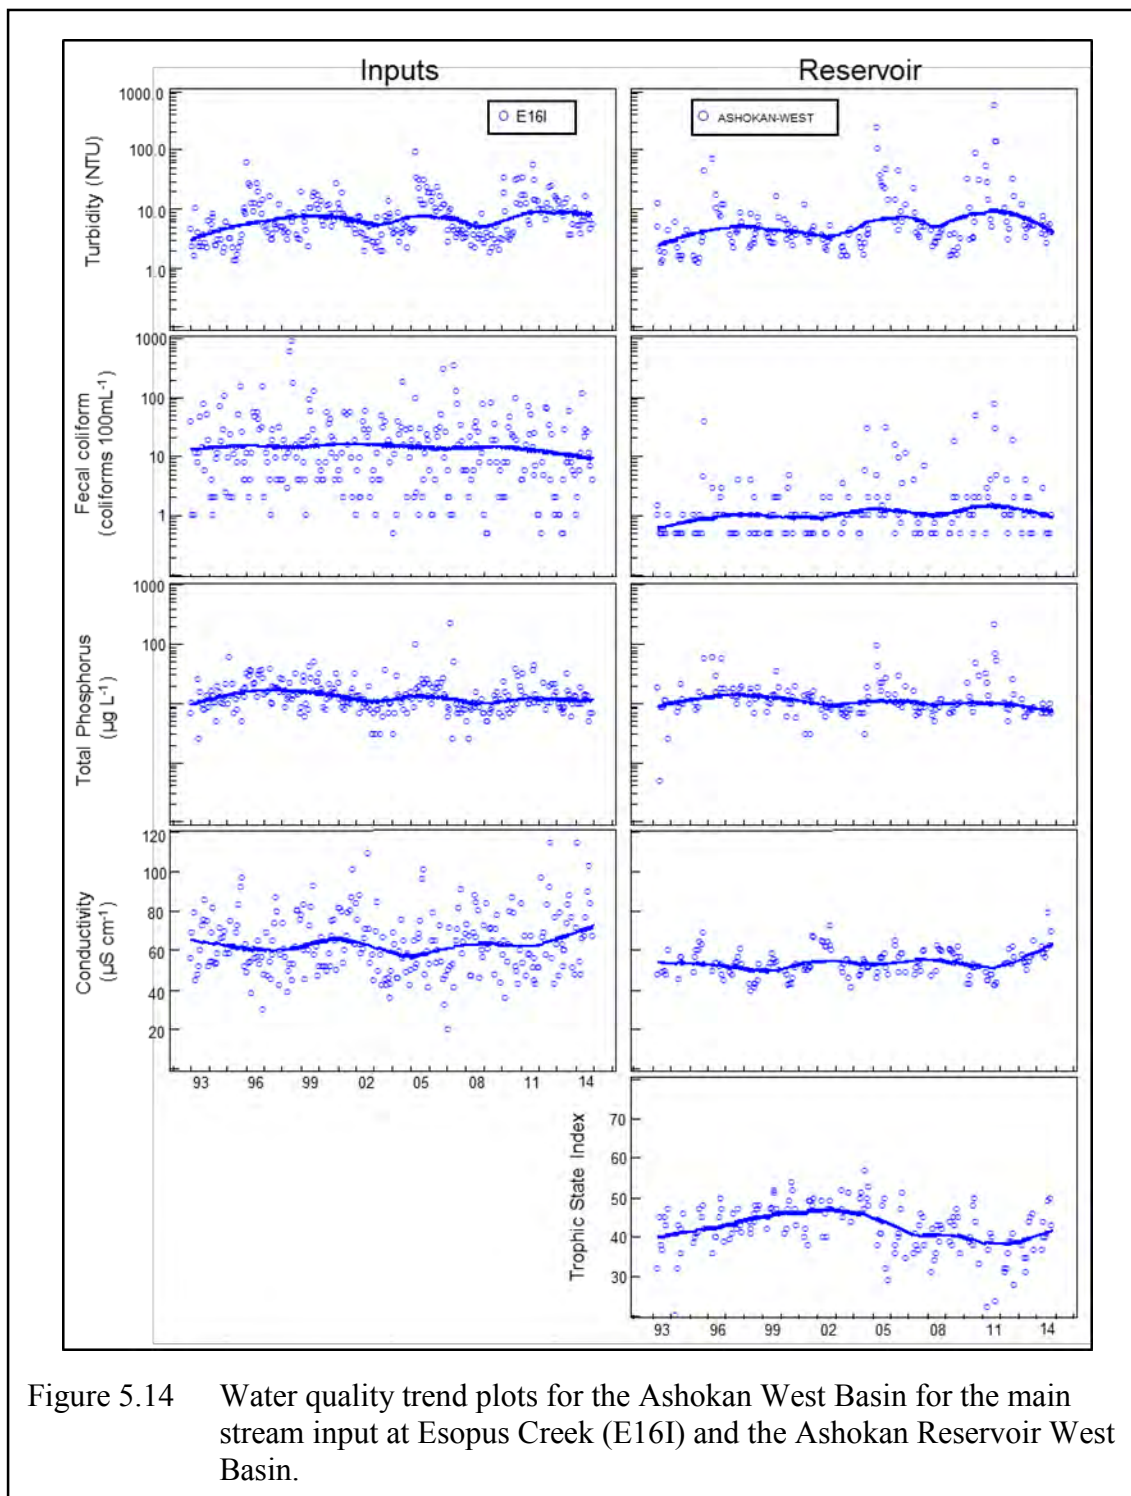 Inputs
Reservoir
1000.0
100.0
10.0
1.0
Turbidity (NTU)
E16I
ASHOKAN-WEST
1000
100
10
1
Fecal coliform
(coliforms 100mL-1)
1000
100
Total Phosphorus
(µg L-1)
120
100
80
60
40
20
Conductivity
(µS cm-1)
93 96 99 02 05 08 11 14
70
60
50
40
30
Trophic State Index
93 96 99 02 05 08 11 14
Figure 5.14 Water quality trend plots for the Ashokan West Basin for the main
stream input at Esopus Creek (E16I) and the Ashokan Reservoir West
Basin.